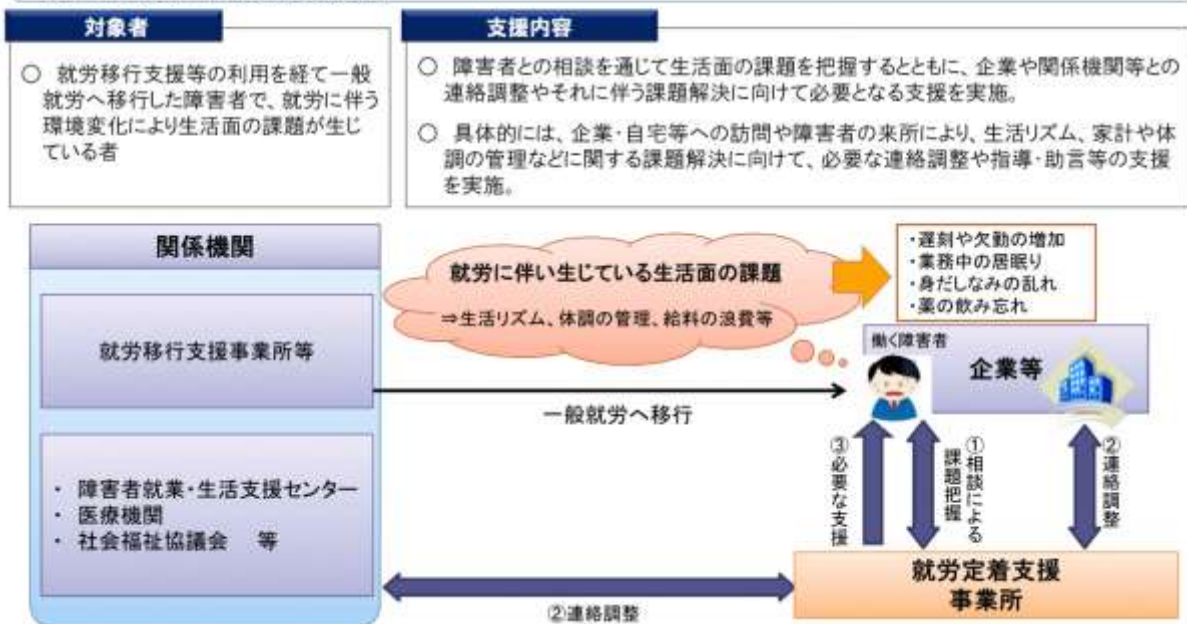 対象者
○ 就労移行支援等の利用を経て一般
就労へ移行した障害者で、就労に伴う
環境変化により生活面の課題が生じ
ている者
支援内容
○ 障害者との相談を通じて生活面の課題を把握するとともに、企業や関係機関等との
連絡調整やそれに伴う課題解決に向けて必要となる支援を実施。
○ 具体的には、企業・自宅等への訪問や障害者の来所により、生活リズム、家計や体
調の管理などに関する課題解決に向けて、必要な連絡調整や指導・助言等の支援
を実施。
関係機関
就労移行支援事業所等
・ 障害者就業・生活支援センター
・ 医療機関
・ 社会福祉協議会 等
就労に伴い生じている生活面の課題
⇒生活リズム、体調の管理、給料の浪費等
・遅刻や欠勤の増加
・業務中の居眠り
・身だしなみの乱れ
・薬の飲み忘れ
働く障害者
企業等
一般就労へ移行
③必要な支援
①相談による
課題把握
②連絡調整
就労定着支援
事業所
②連絡調整